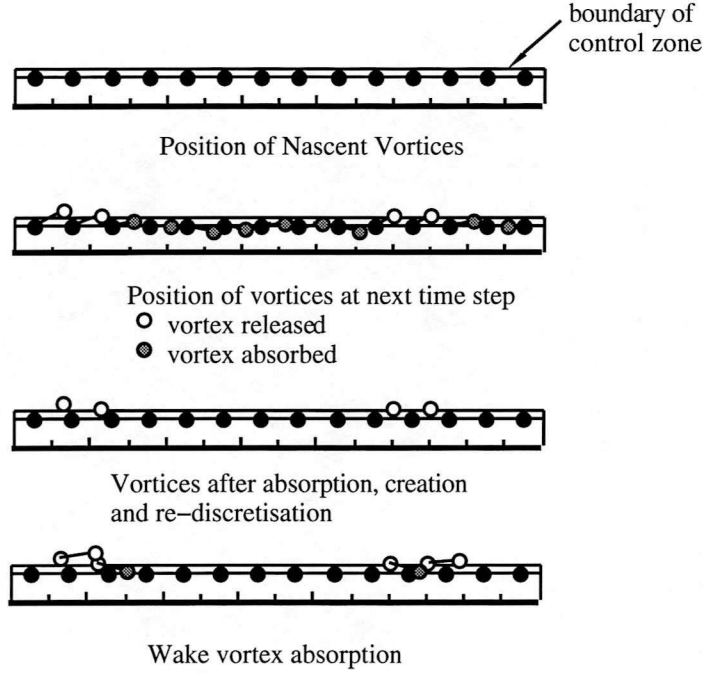 boundary of
control zone
Position of Nascent Vortices
Position of vortices at next time step
vortex released
vortex absorbed
Vortices after absorption, creation
and re−discretisation
Wake vortex absorption